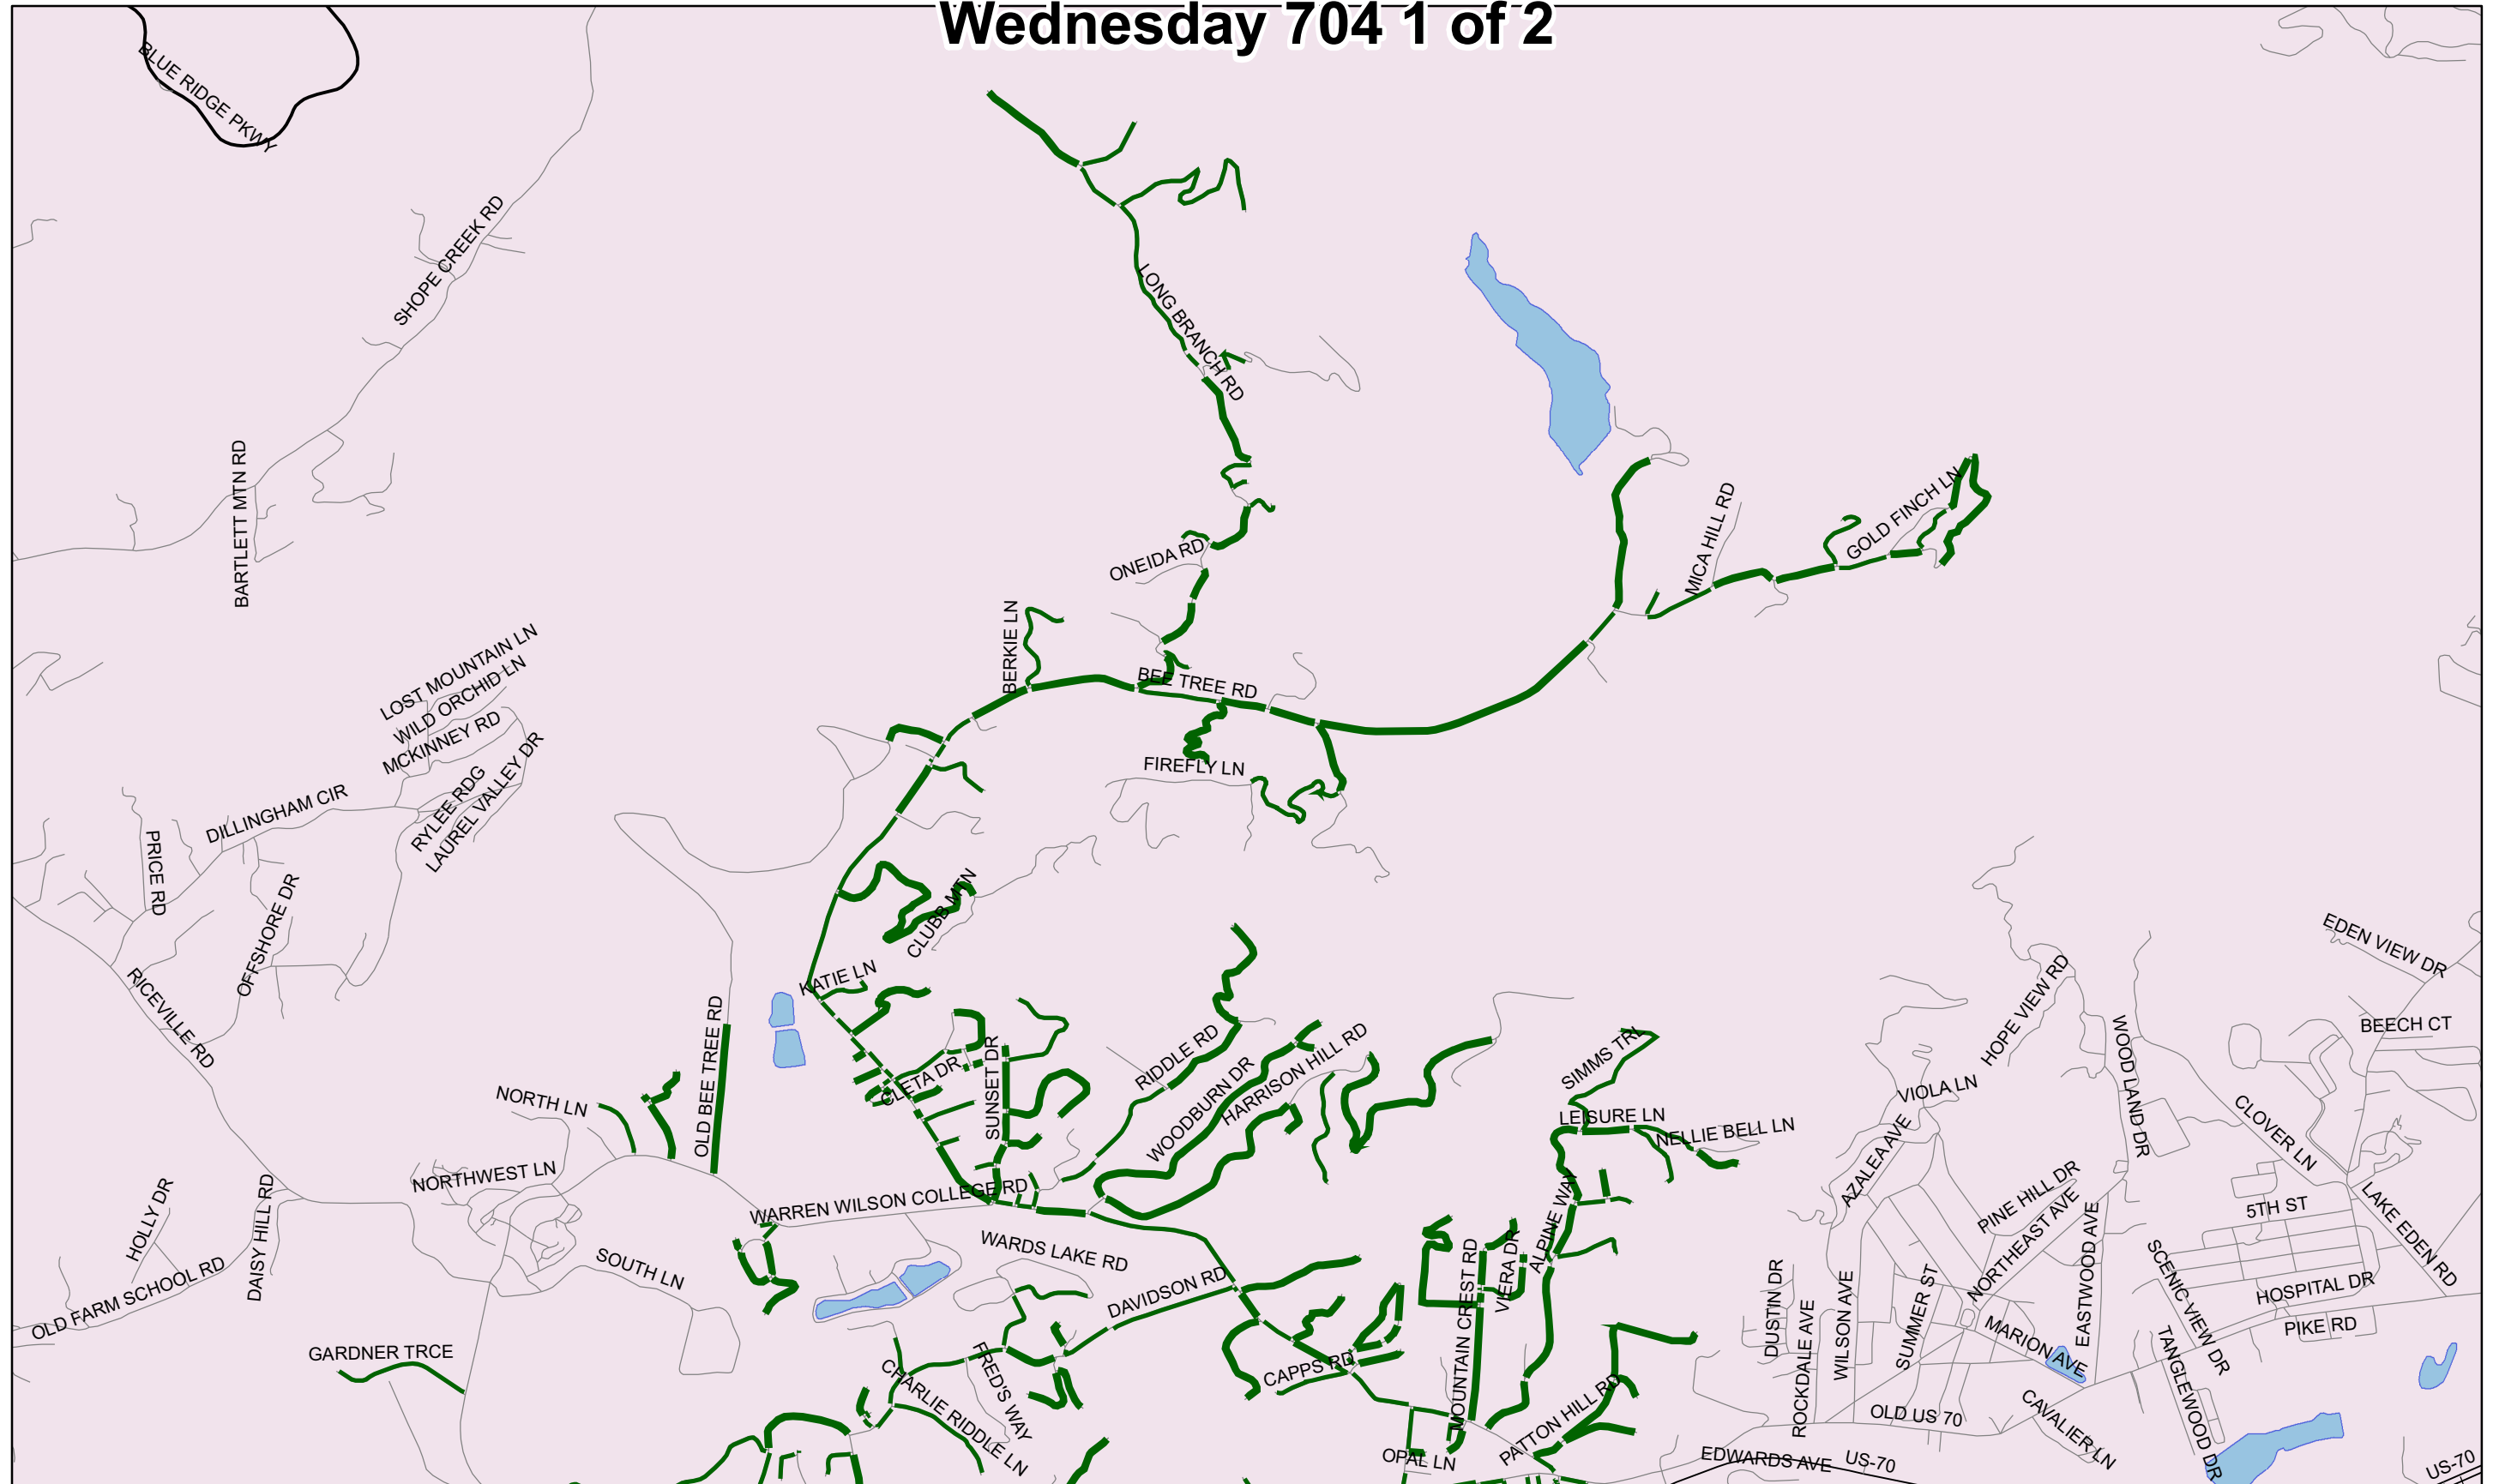 Wednesday 704 1 of 2
BLUE RIDGE PKWY
SHOPE CREEK RD
LONG BRANCH RD
BARTLETT MTN RD
MICA HILL RD
GOLD FINCH LN
ONEIDA RD
BERKIE LN
LOST MOUNTAIN LN
WILD ORCHID LN
MCKINNEY RD
BEE TREE RD
FIREFLY LN
RYLEE RDG
LAUREL VALLEY DR
DILLINGHAM CIR
PRICE RD
OFFSHORE DR
CLUBB MTN
EDEN VIEW DR
RICEVILLE RD
KATIE LN
HOPE VIEW RD
BEECH CT
OLD BEE TREE RD
CLETA DR
SUNSET DR
RIDDLE RD
WOODBURN DR
HARRISON HILL RD
SIMMS TRL
WOOD LAND DR
VIOLA LN
NORTH LN
LEISURE LN
NELLIE BELL LN
AZALEA AVE
CLOVER LN
NORTHWEST LN
WARREN WILSON COLLEGE RD
ALPINE WAY
PINE HILL DR
NORTHEAST AVE
EASTWOOD AVE
5TH ST
LAKE EDEN RD
HOLLY DR
DAISY HILL RD
OLD FARM SCHOOL RD
SOUTH LN
WARDS LAKE RD
DAVIDSON RD
MOUNTAIN CREST RD
VIERA DR
DUSTIN DR
ROCKDALE AVE
WILSON AVE
SUMMER ST
MARION AVE
SCENIC VIEW DR
HOSPITAL DR
PIKE RD
TANGLEWOOD DR
GARDNER TRCE
CHARLIE RIDDLE LN
FRED'S WAY
CAPPS RD
PATTON HILL RD
OPAL LN
OLD US 70
CAVALIER LN
EDWARDS AVE
US-70
US-70